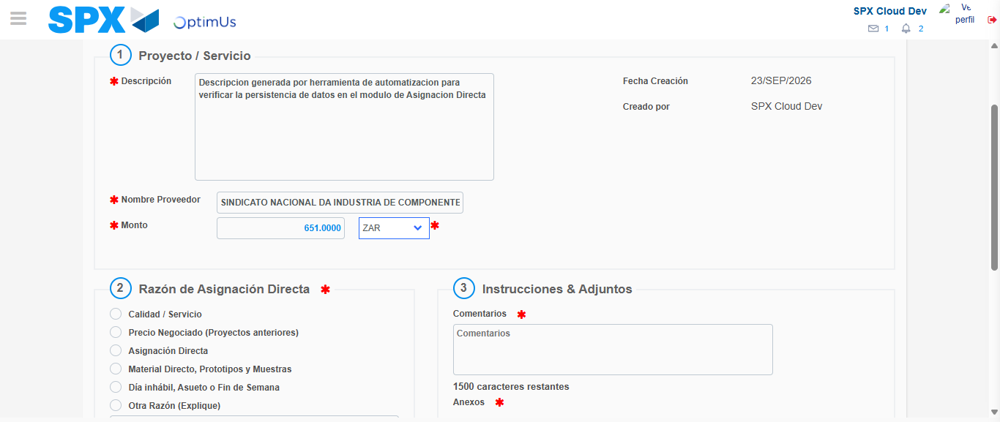 SPX OptimUs
SPX Cloud Dev
1 2
Ve
perfil
1 Proyecto / Servicio
Descripción
Descripcion generada por herramienta de automatizacion para
verificar la persistencia de datos en el modulo de Asignacion Directa
Fecha Creación 23/SEP/2026
Creado por SPX Cloud Dev
Nombre Proveedor SINDICATO NACIONAL DA INDUSTRIA DE COMPONENTE
Monto 651.0000 ZAR
2 Razón de Asignación Directa
Calidad / Servicio
Precio Negociado (Proyectos anteriores)
Asignación Directa
Material Directo, Prototipos y Muestras
Día inhábil, Asueto o Fin de Semana
Otra Razón (Explique)
3 Instrucciones & Adjuntos
Comentarios
Comentarios
1500 caracteres restantes
Anexos